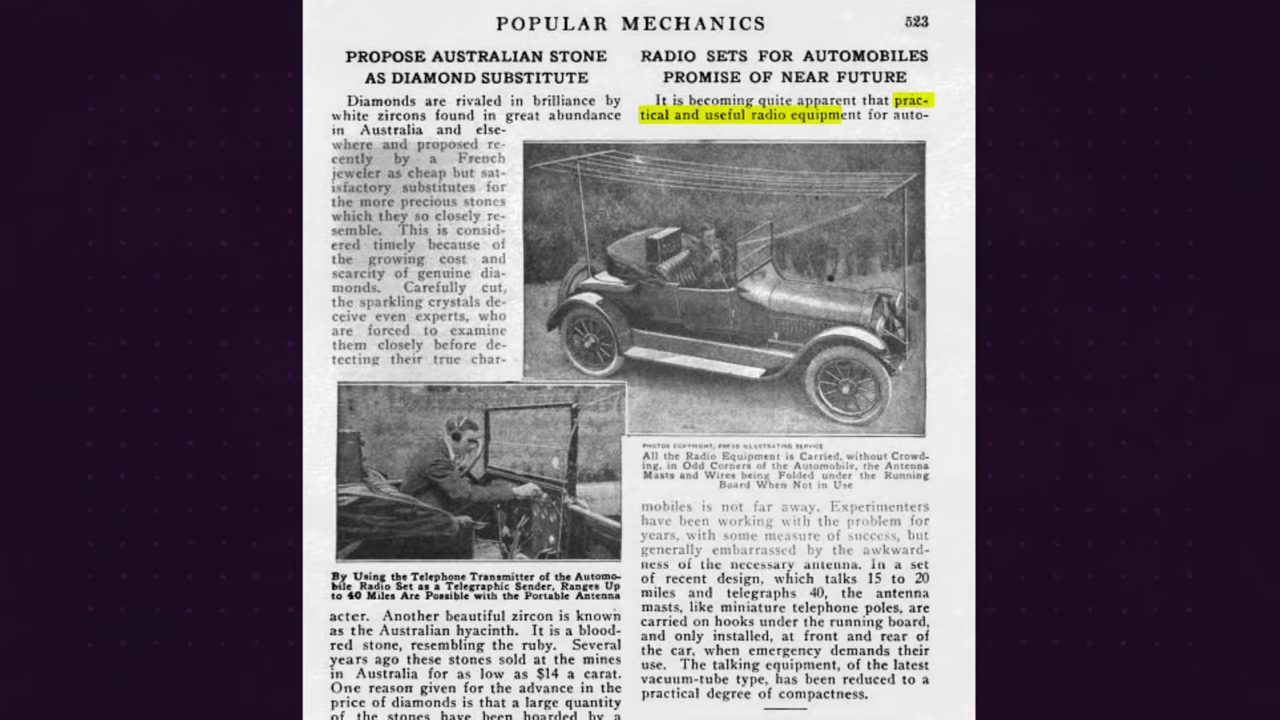 POPULAR MECHANICS 523
PROPOSE AUSTRALIAN STONE
AS DIAMOND SUBSTITUTE
Diamonds are rivaled in brilliance by
white zircons found in great abundance
in Australia and else-
where and proposed re-
cently by a French
jeweler as cheap but sat-
isfactory substitutes for
the more precious stones
which they so closely re-
semble. This is consid-
ered timely because of
the growing cost and
scarcity of genuine dia-
monds. Carefully cut,
the sparkling crystals de-
ceive even experts, who
are forced to examine
them closely before de-
tecting their true char-
By Using the Telephone Transmitter of the Automo-
bile Radio Set as a Telegraphic Sender, Ranges Up
to 40 Miles Are Possible with the Portable Antenna
acter. Another beautiful zircon is known
as the Australian hyacinth. It is a blood-
red stone, resembling the ruby. Several
years ago these stones sold at the mines
in Australia for as low as $14 a carat.
One reason given for the advance in the
price of diamonds is that a large quantity
of the stones have been hoarded by a
RADIO SETS FOR AUTOMOBILES
PROMISE OF NEAR FUTURE
It is becoming quite apparent that prac-
tical and useful radio equipment for auto-
PHOTOS COPYRIGHT, PRESS ILLUSTRATING SERVICE
All the Radio Equipment is Carried, without Crowd-
ing, in Odd Corners of the Automobile, the Antenna
Masts and Wires being Folded under the Running
Board When Not in Use
mobiles is not far away. Experimenters
have been working with the problem for
years, with some measure of success, but
generally embarrassed by the awkward-
ness of the necessary antenna. In a set
of recent design, which talks 15 to 20
miles and telegraphs 40, the antenna
masts, like miniature telephone poles, are
carried on hooks under the running board,
and only installed, at front and rear of
the car, when emergency demands their
use. The talking equipment, of the latest
vacuum-tube type, has been reduced to a
practical degree of compactness.